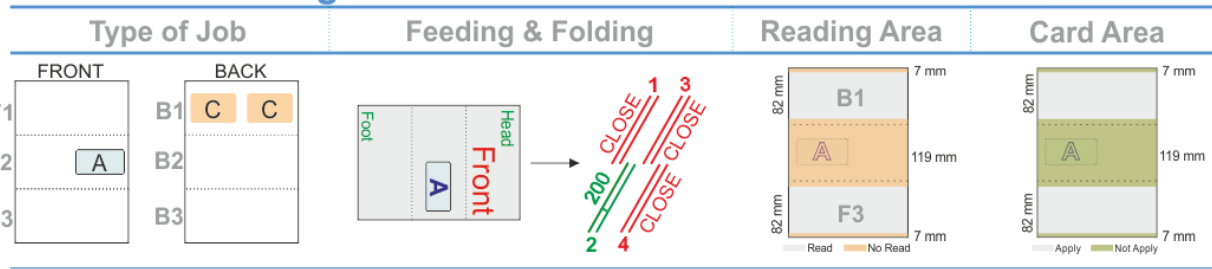 Type of Job
Feeding & Folding
Reading Area
Card Area
FRONT
BACK
1
2
3
A
B1
B2
B3
C
C
Foot
Head
Front
A
1
3
CLOSE
CLOSE
200
CLOSE
2
4
82 mm
B1
7 mm
A
119 mm
82 mm
F3
7 mm
Read
No Read
82 mm
7 mm
A
119 mm
82 mm
7 mm
Apply
Not Apply